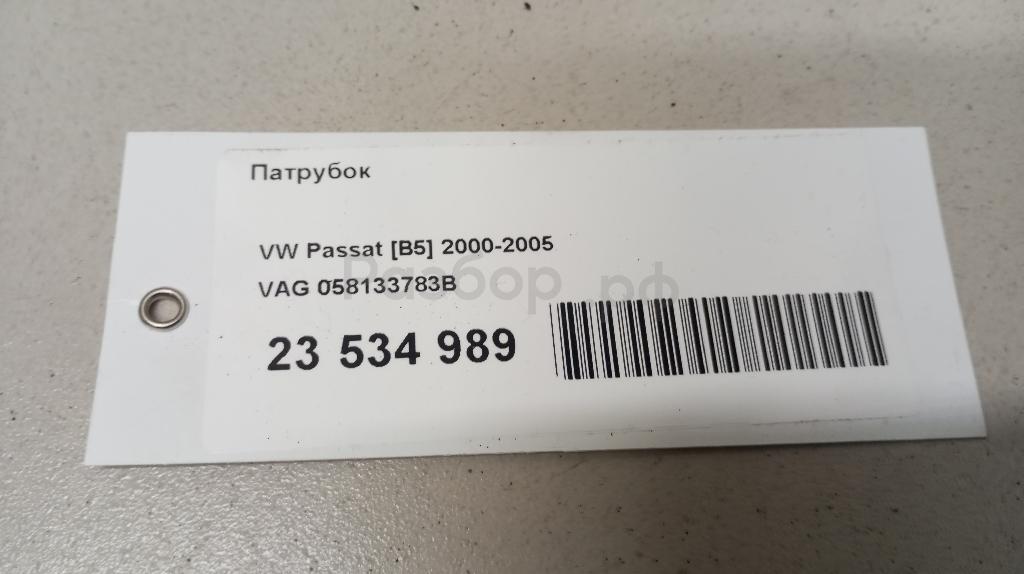 Патрубок
VW Passat [B5] 2000-2005
VAG 058133783B
Разбор.рф
23 534 989